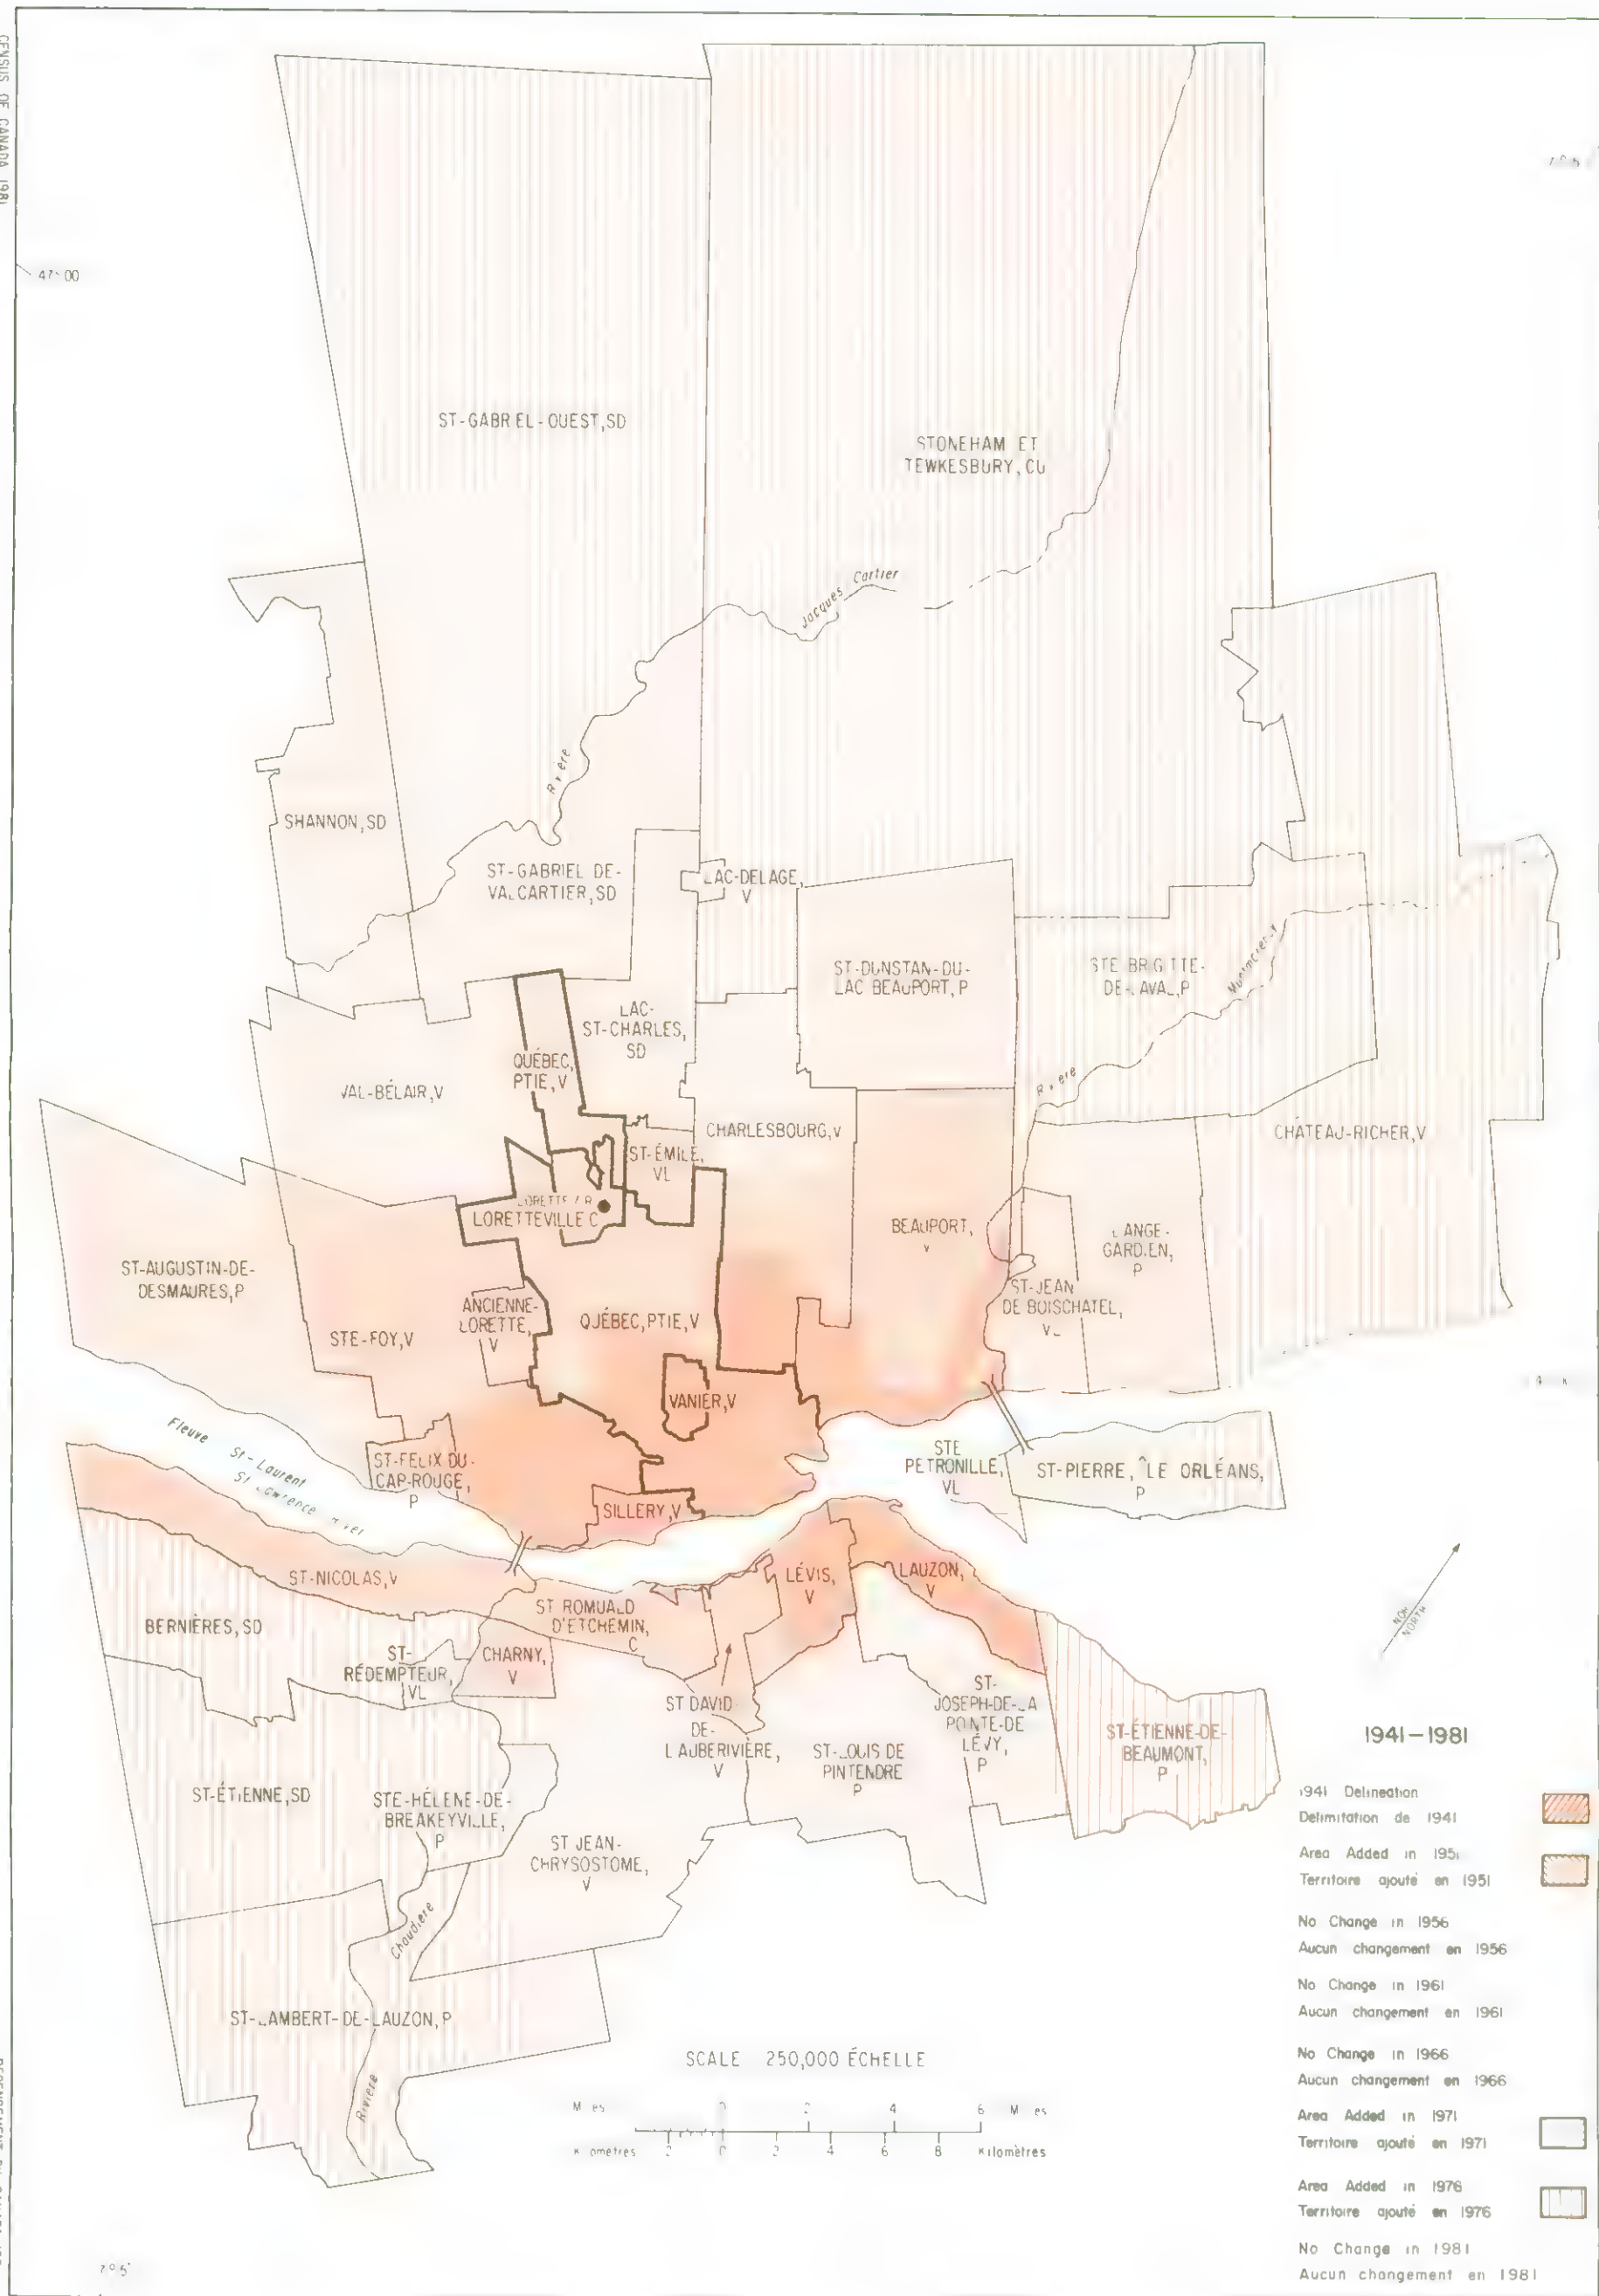 CENSUS OF CANADA 1981
47° 00
ST-GABRIEL-OUEST, SD
STONEHAM ET
TEWKESBURY, CU
Jacques Cartier
Rivière
SHANNON, SD
ST-GABRIEL DE-
VALCARTIER, SD
LAC-DELAGE,
V
ST-DUNSTAN-DU-
LAC BEAUPORT, P
STE BRIGITTE-
DE-LAVAL, P
Rivière
LAC-
ST-CHARLES,
SD
QUÉBEC,
PTIE, V
VAL-BÉLAIR, V
CHARLESBOURG, V
CHÂTEAU-RICHER, V
ST-ÉMILE,
VL
LORETTEVILLE C
BEAUPORT,
V
L'ANGE-
GARDIEN,
P
ST-AUGUSTIN-DE-
DESMAURES, P
ST-JEAN
DE BOISCHATEL,
VL
ANCIENNE-
LORETTE,
V
QUÉBEC, PTIE, V
STE-FOY, V
VANIER, V
Fleuve St-Laurent
St Lawrence River
ST-FELIX DU-
CAP-ROUGE,
P
STE
PETRONILLE,
VL
ST-PIERRE, ÎLE ORLÉANS,
P
SILLERY, V
ST-NICOLAS, V
LÉVIS,
V
LAUZON,
V
ST ROMUALD
D'ETCHEMIN,
C
BERNIÈRES, SD
ST-
RÉDEMPTEUR,
VL
CHARNY,
V
NORD
NORTH
ST DAVID
DE-
L AUBERIVIÈRE,
V
ST-LOUIS DE
PINTENDRE
P
ST-
JOSEPH-DE-LA
POINTE-DE
LÉVY,
P
ST-ÉTIENNE-DE-
BEAUMONT,
P
ST-ÉTIENNE, SD
STE-HÉLÈNE-DE-
BREAKEYVILLE,
P
ST JEAN-
CHRYSOSTOME,
V
Chaudière
ST-LAMBERT-DE-LAUZON, P
Rivière
SCALE 250,000 ÉCHELLE
Miles 0 2 4 6 Miles
Kilometres 2 0 2 4 6 8 Kilomètres
1941-1981
1941 Delineation
Délimitation de 1941
Area Added in 1951
Territoire ajouté en 1951
No Change in 1956
Aucun changement en 1956
No Change in 1961
Aucun changement en 1961
No Change in 1966
Aucun changement en 1966
Area Added in 1971
Territoire ajouté en 1971
Area Added in 1976
Territoire ajouté en 1976
No Change in 1981
Aucun changement en 1981